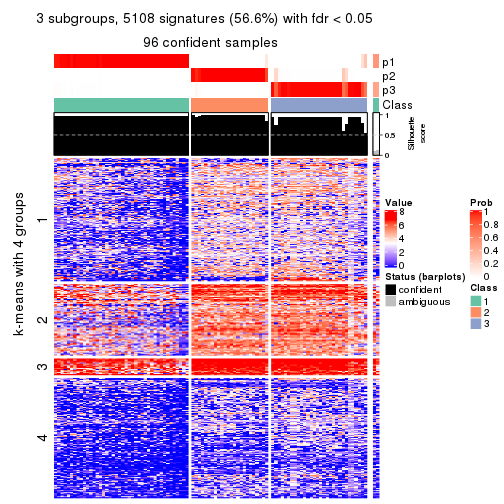 3 subgroups, 5108 signatures (56.6%) with fdr < 0.05
96 confident samples
p1
p2
p3
Class
1
0.5
0
Silhouette
score
k-means with 4 groups
1
2
3
4
Value
8
6
4
2
0
Status (barplots)
confident
ambiguous
Prob
1
0.8
0.6
0.4
0.2
0
Class
1
2
3